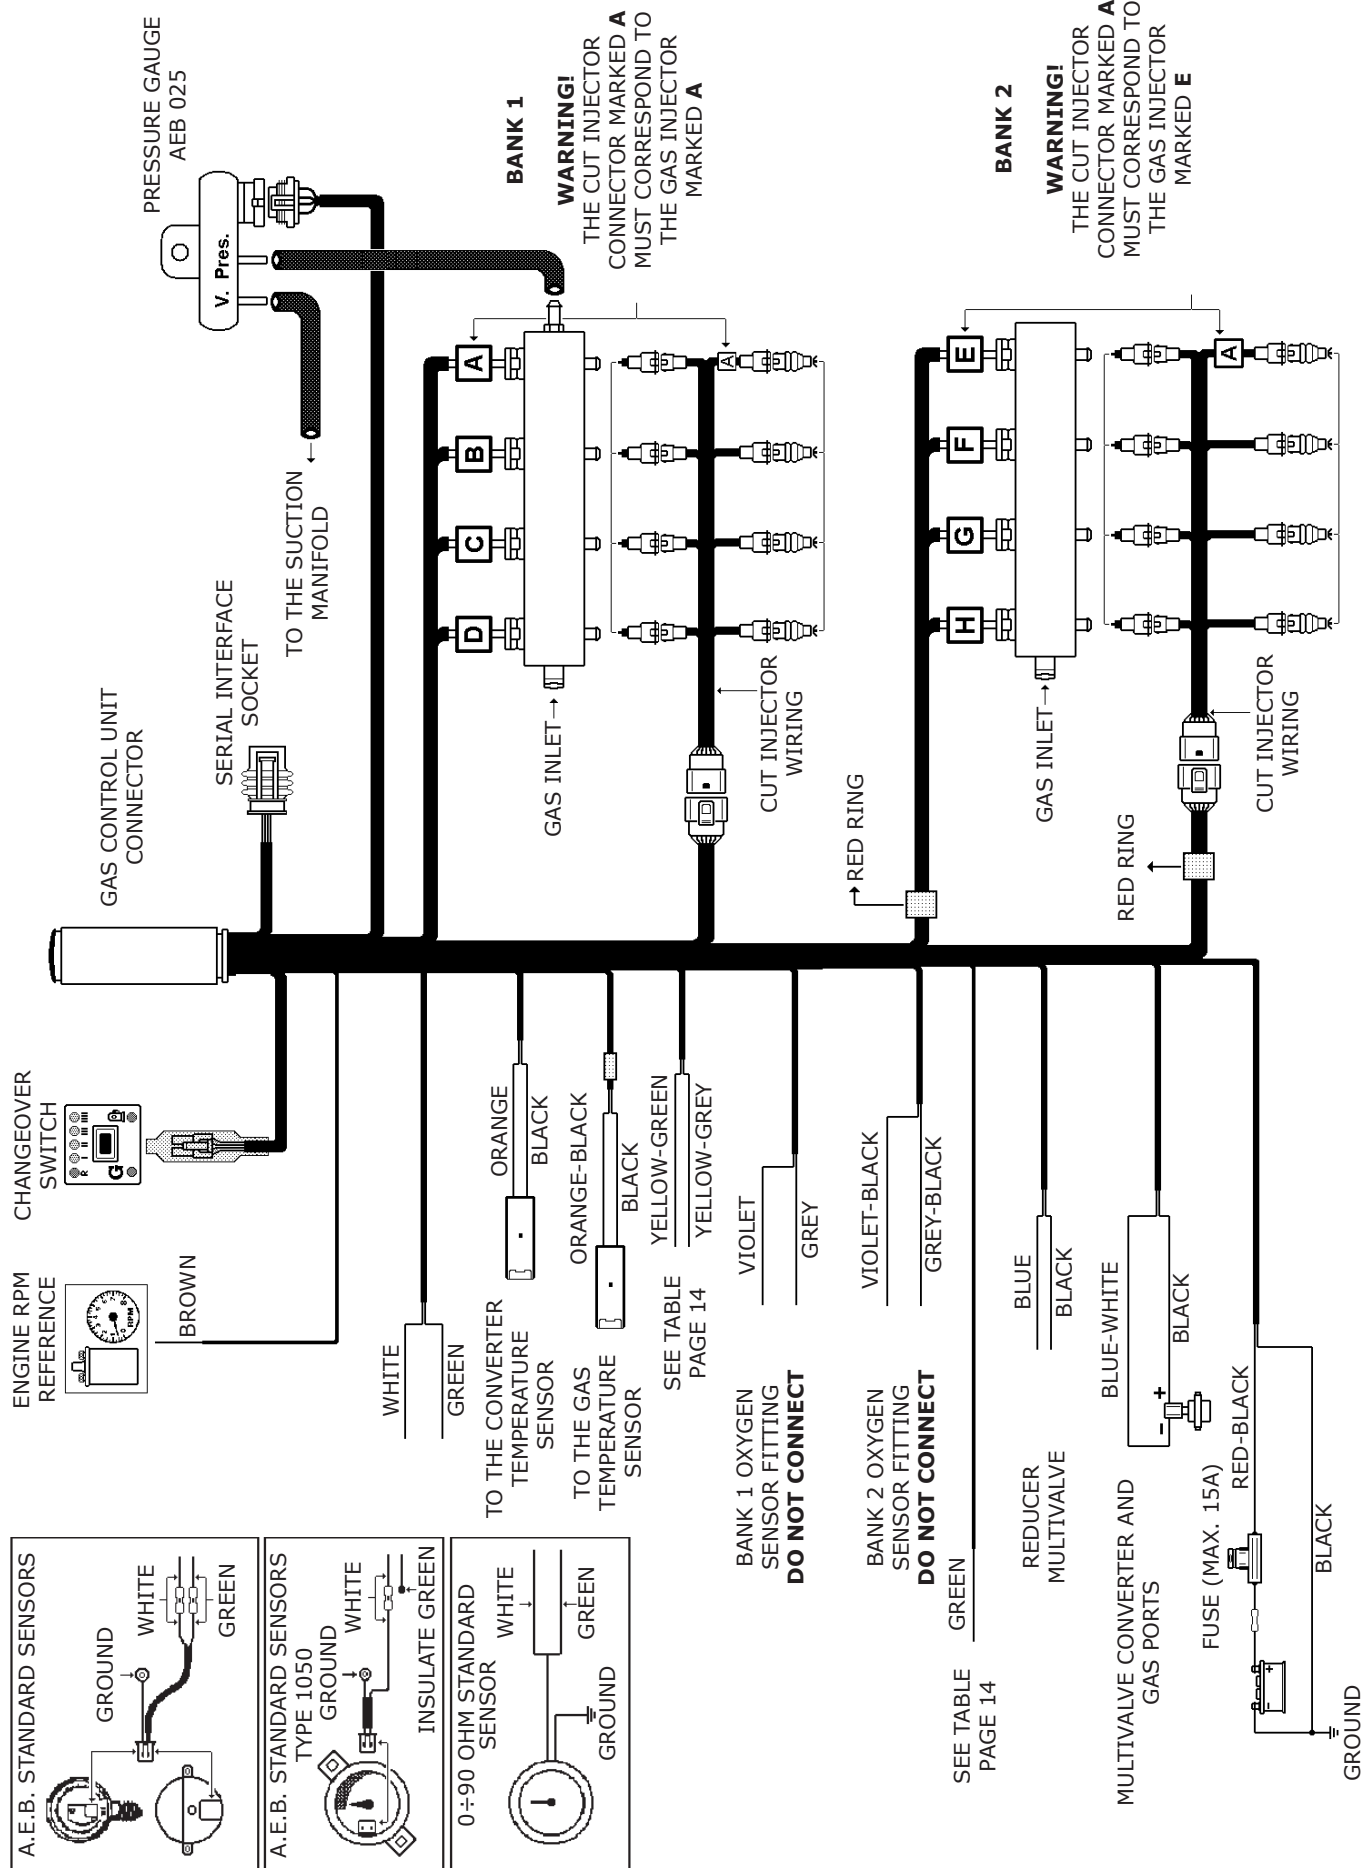 A.E.B. STANDARD SENSORS
GROUND
WHITE
GREEN
A.E.B. STANDARD SENSORS
TYPE 1050
GROUND
WHITE
INSULATE GREEN
0÷90 OHM STANDARD
SENSOR
WHITE
GREEN
GROUND
ENGINE RPM
REFERENCE
RPM
BROWN
CHANGEOVER
SWITCH
R I II III IIII
G
GAS CONTROL UNIT
CONNECTOR
SERIAL INTERFACE
SOCKET
PRESSURE GAUGE
AEB 025
V. Pres.
TO THE SUCTION
MANIFOLD
WHITE
GREEN
TO THE CONVERTER
TEMPERATURE
SENSOR
ORANGE
BLACK
TO THE GAS
TEMPERATURE
SENSOR
ORANGE-BLACK
BLACK
SEE TABLE
PAGE 14
YELLOW-GREEN
YELLOW-GREY
BANK 1 OXYGEN
SENSOR FITTING
DO NOT CONNECT
VIOLET
GREY
BANK 2 OXYGEN
SENSOR FITTING
DO NOT CONNECT
VIOLET-BLACK
GREY-BLACK
SEE TABLE
PAGE 14
GREEN
REDUCER
MULTIVALVE
BLUE
BLACK
MULTIVALVE CONVERTER AND
GAS PORTS
BLUE-WHITE
BLACK
- +
FUSE (MAX. 15A)
RED-BLACK
BLACK
- +
GROUND
D C B A
GAS INLET
CUT INJECTOR
WIRING
A
BANK 1
WARNING!
THE CUT INJECTOR
CONNECTOR MARKED A
MUST CORRESPOND TO
THE GAS INJECTOR
MARKED A
RED RING
H G F E
GAS INLET
RED RING
CUT INJECTOR
WIRING
A
BANK 2
WARNING!
THE CUT INJECTOR
CONNECTOR MARKED A
MUST CORRESPOND TO
THE GAS INJECTOR
MARKED E